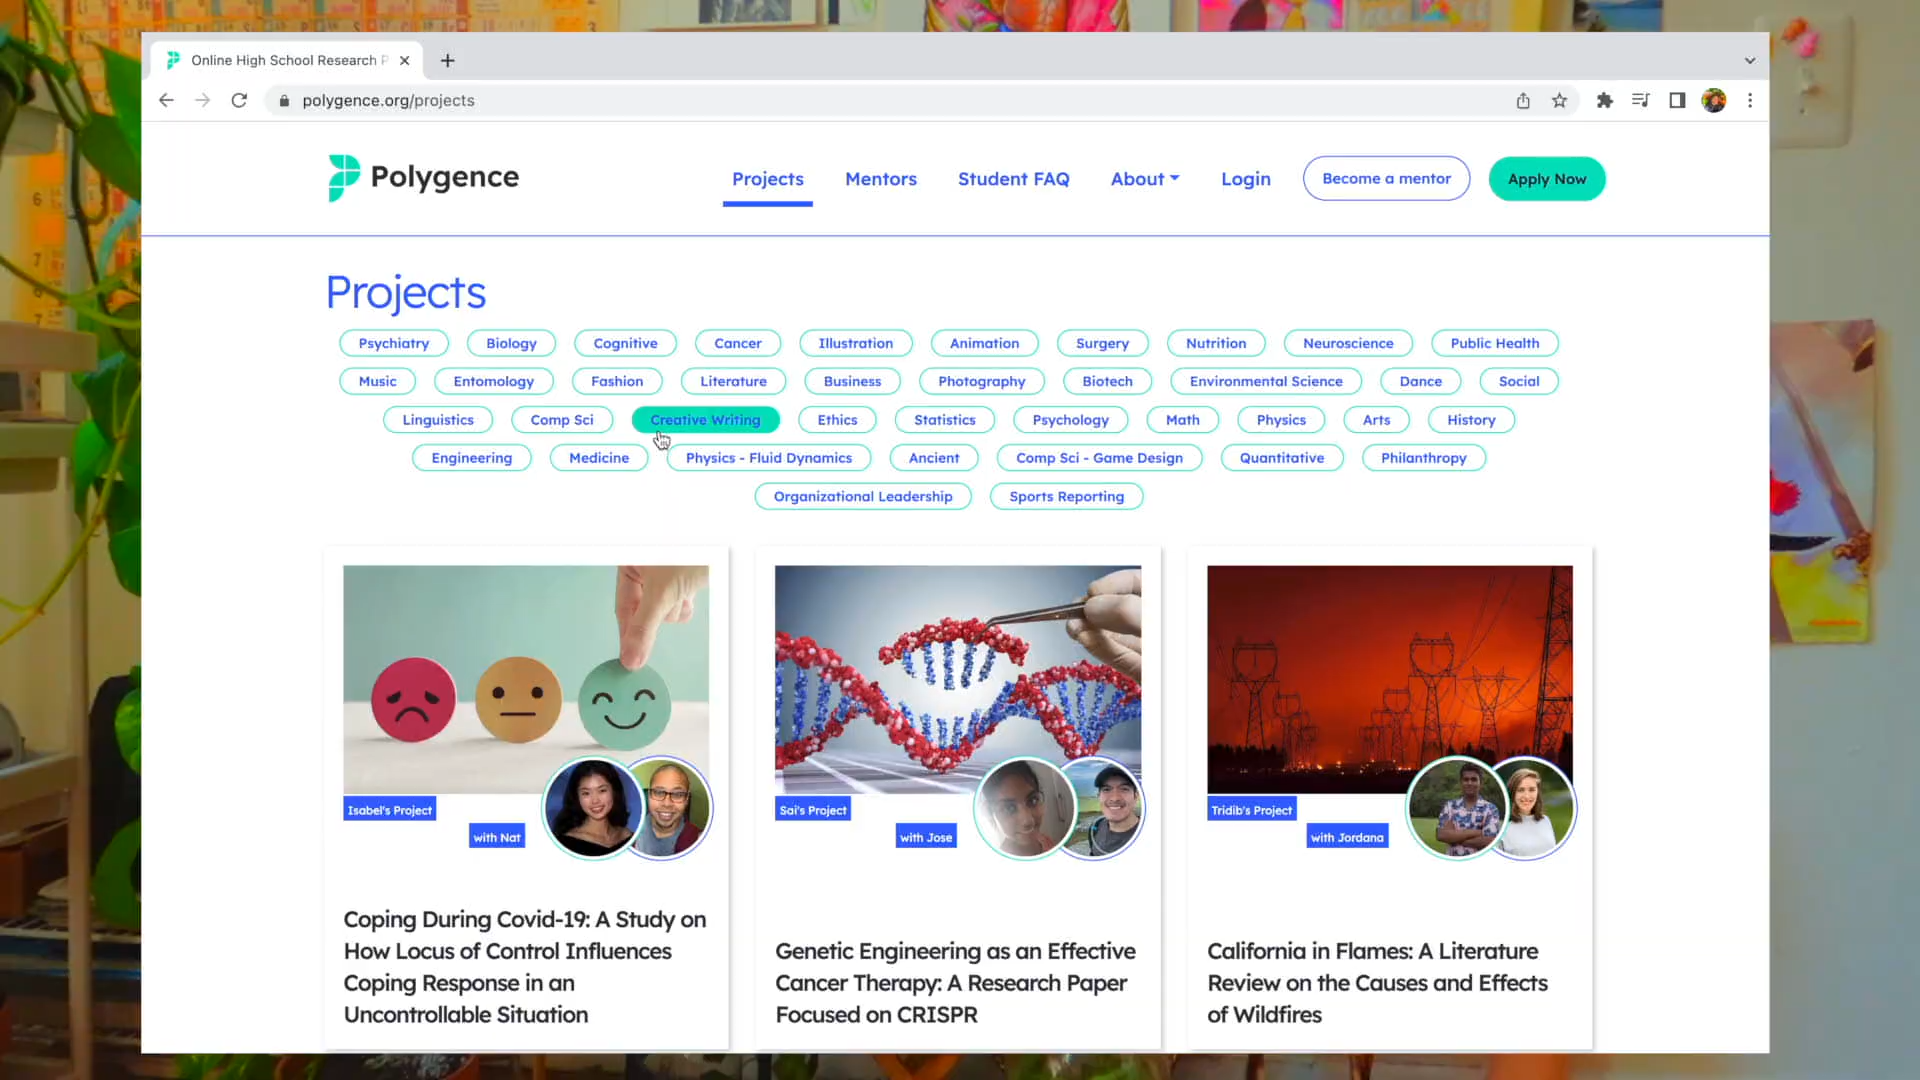 Online High School Research P
polygence.org/projects
Polygence
Projects
Mentors
Student FAQ
About
Login
Become a mentor
Apply Now
Projects
Psychiatry
Biology
Cognitive
Cancer
Illustration
Animation
Surgery
Nutrition
Neuroscience
Public Health
Music
Entomology
Fashion
Literature
Business
Photography
Biotech
Environmental Science
Dance
Social
Linguistics
Comp Sci
Creative Writing
Ethics
Statistics
Psychology
Math
Physics
Arts
History
Engineering
Medicine
Physics - Fluid Dynamics
Ancient
Comp Sci - Game Design
Quantitative
Philanthropy
Organizational Leadership
Sports Reporting
Isabel's Project
with Nat
Coping During Covid-19: A Study on
How Locus of Control Influences
Coping Response in an
Uncontrollable Situation
Sai's Project
with Jose
Genetic Engineering as an Effective
Cancer Therapy: A Research Paper
Focused on CRISPR
Tridib's Project
with Jordana
California in Flames: A Literature
Review on the Causes and Effects
of Wildfires